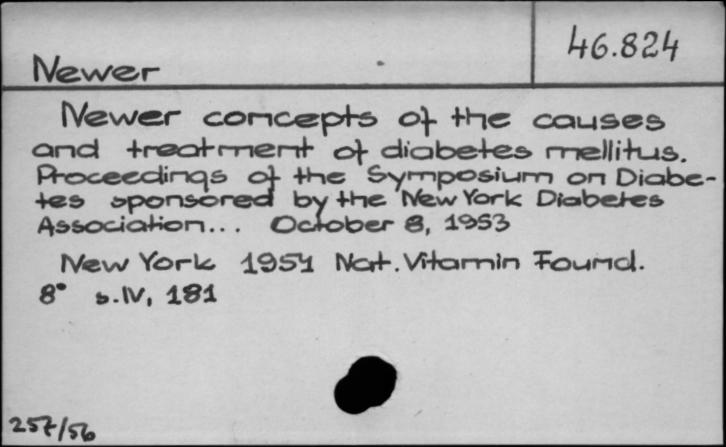 46.824
Newer
Newer concepts of the causes
and treatment of diabetes mellitus.
Proceedings of the Symposium on Diabe-
tes sponsored by the New York Diabetes
Association... October 8, 1953
New York 1954 Nat. Vitamin Found.
8° s.IV, 181
257/56